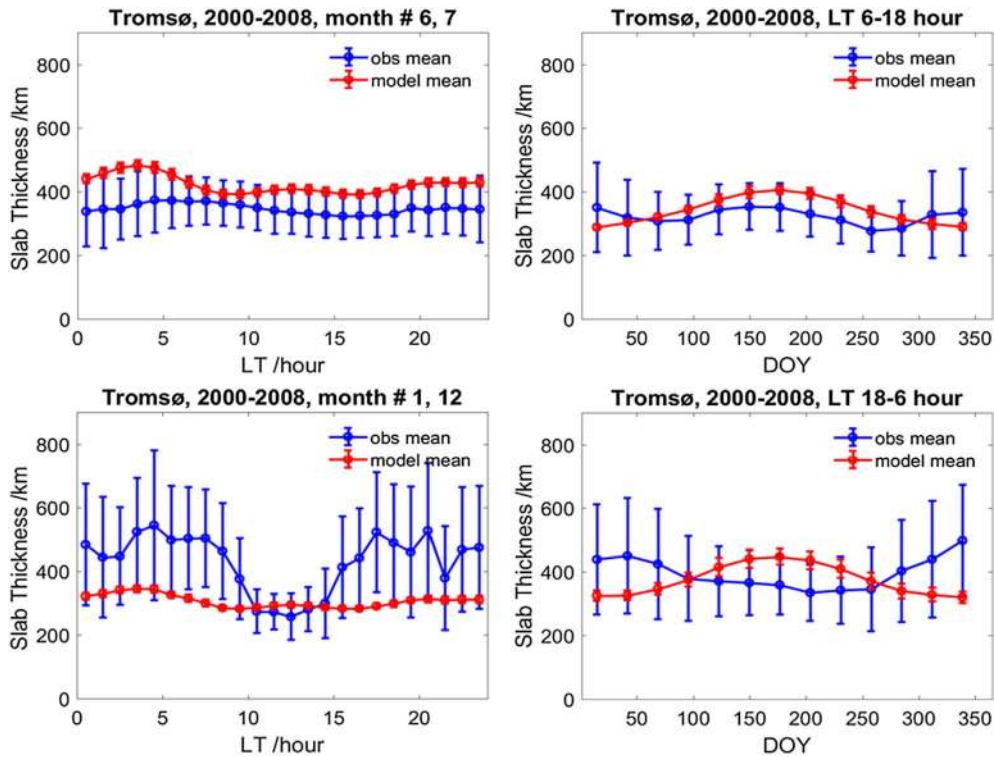 Tromsø, 2000-2008, month # 6, 7
800
600
400
200
0
Slab Thickness /km
obs mean
model mean
0 5 10 15 20
LT /hour
Tromsø, 2000-2008, LT 6-18 hour
800
600
400
200
0
Slab Thickness /km
obs mean
model mean
50 100 150 200 250 300 350
DOY
Tromsø, 2000-2008, month # 1, 12
800
600
400
200
0
Slab Thickness /km
obs mean
model mean
0 5 10 15 20
LT /hour
Tromsø, 2000-2008, LT 18-6 hour
800
600
400
200
0
Slab Thickness /km
obs mean
model mean
50 100 150 200 250 300 350
DOY